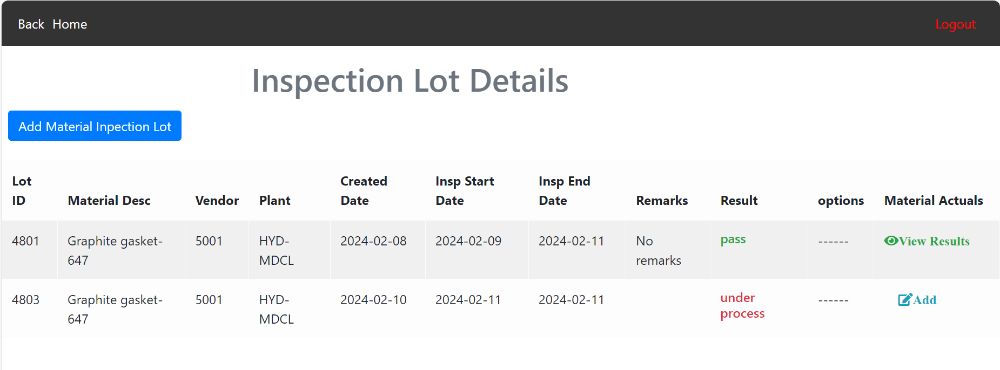 Back Home Logout
Inspection Lot Details
Add Material Inpection Lot
Lot ID Material Desc Vendor Plant Created Date Insp Start Date Insp End Date Remarks Result options Material Actuals
4801 Graphite gasket-647 5001 HYD-MDCL 2024-02-08 2024-02-09 2024-02-11 No remarks pass ------ View Results
4803 Graphite gasket-647 5001 HYD-MDCL 2024-02-10 2024-02-11 2024-02-11 under process ------ Add